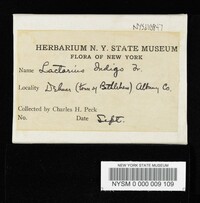 HERBARIUM N. Y. STATE MUSEUM
FLORA OF NEW YORK
Name Lactarius Indigo Fr.
Locality Delmar (town of Bethlehem) Albany Co.
Collected by Charles H. Peck
No. Date Sept.
NEW YORK STATE MUSEUM
NYSM 0 000 009 109